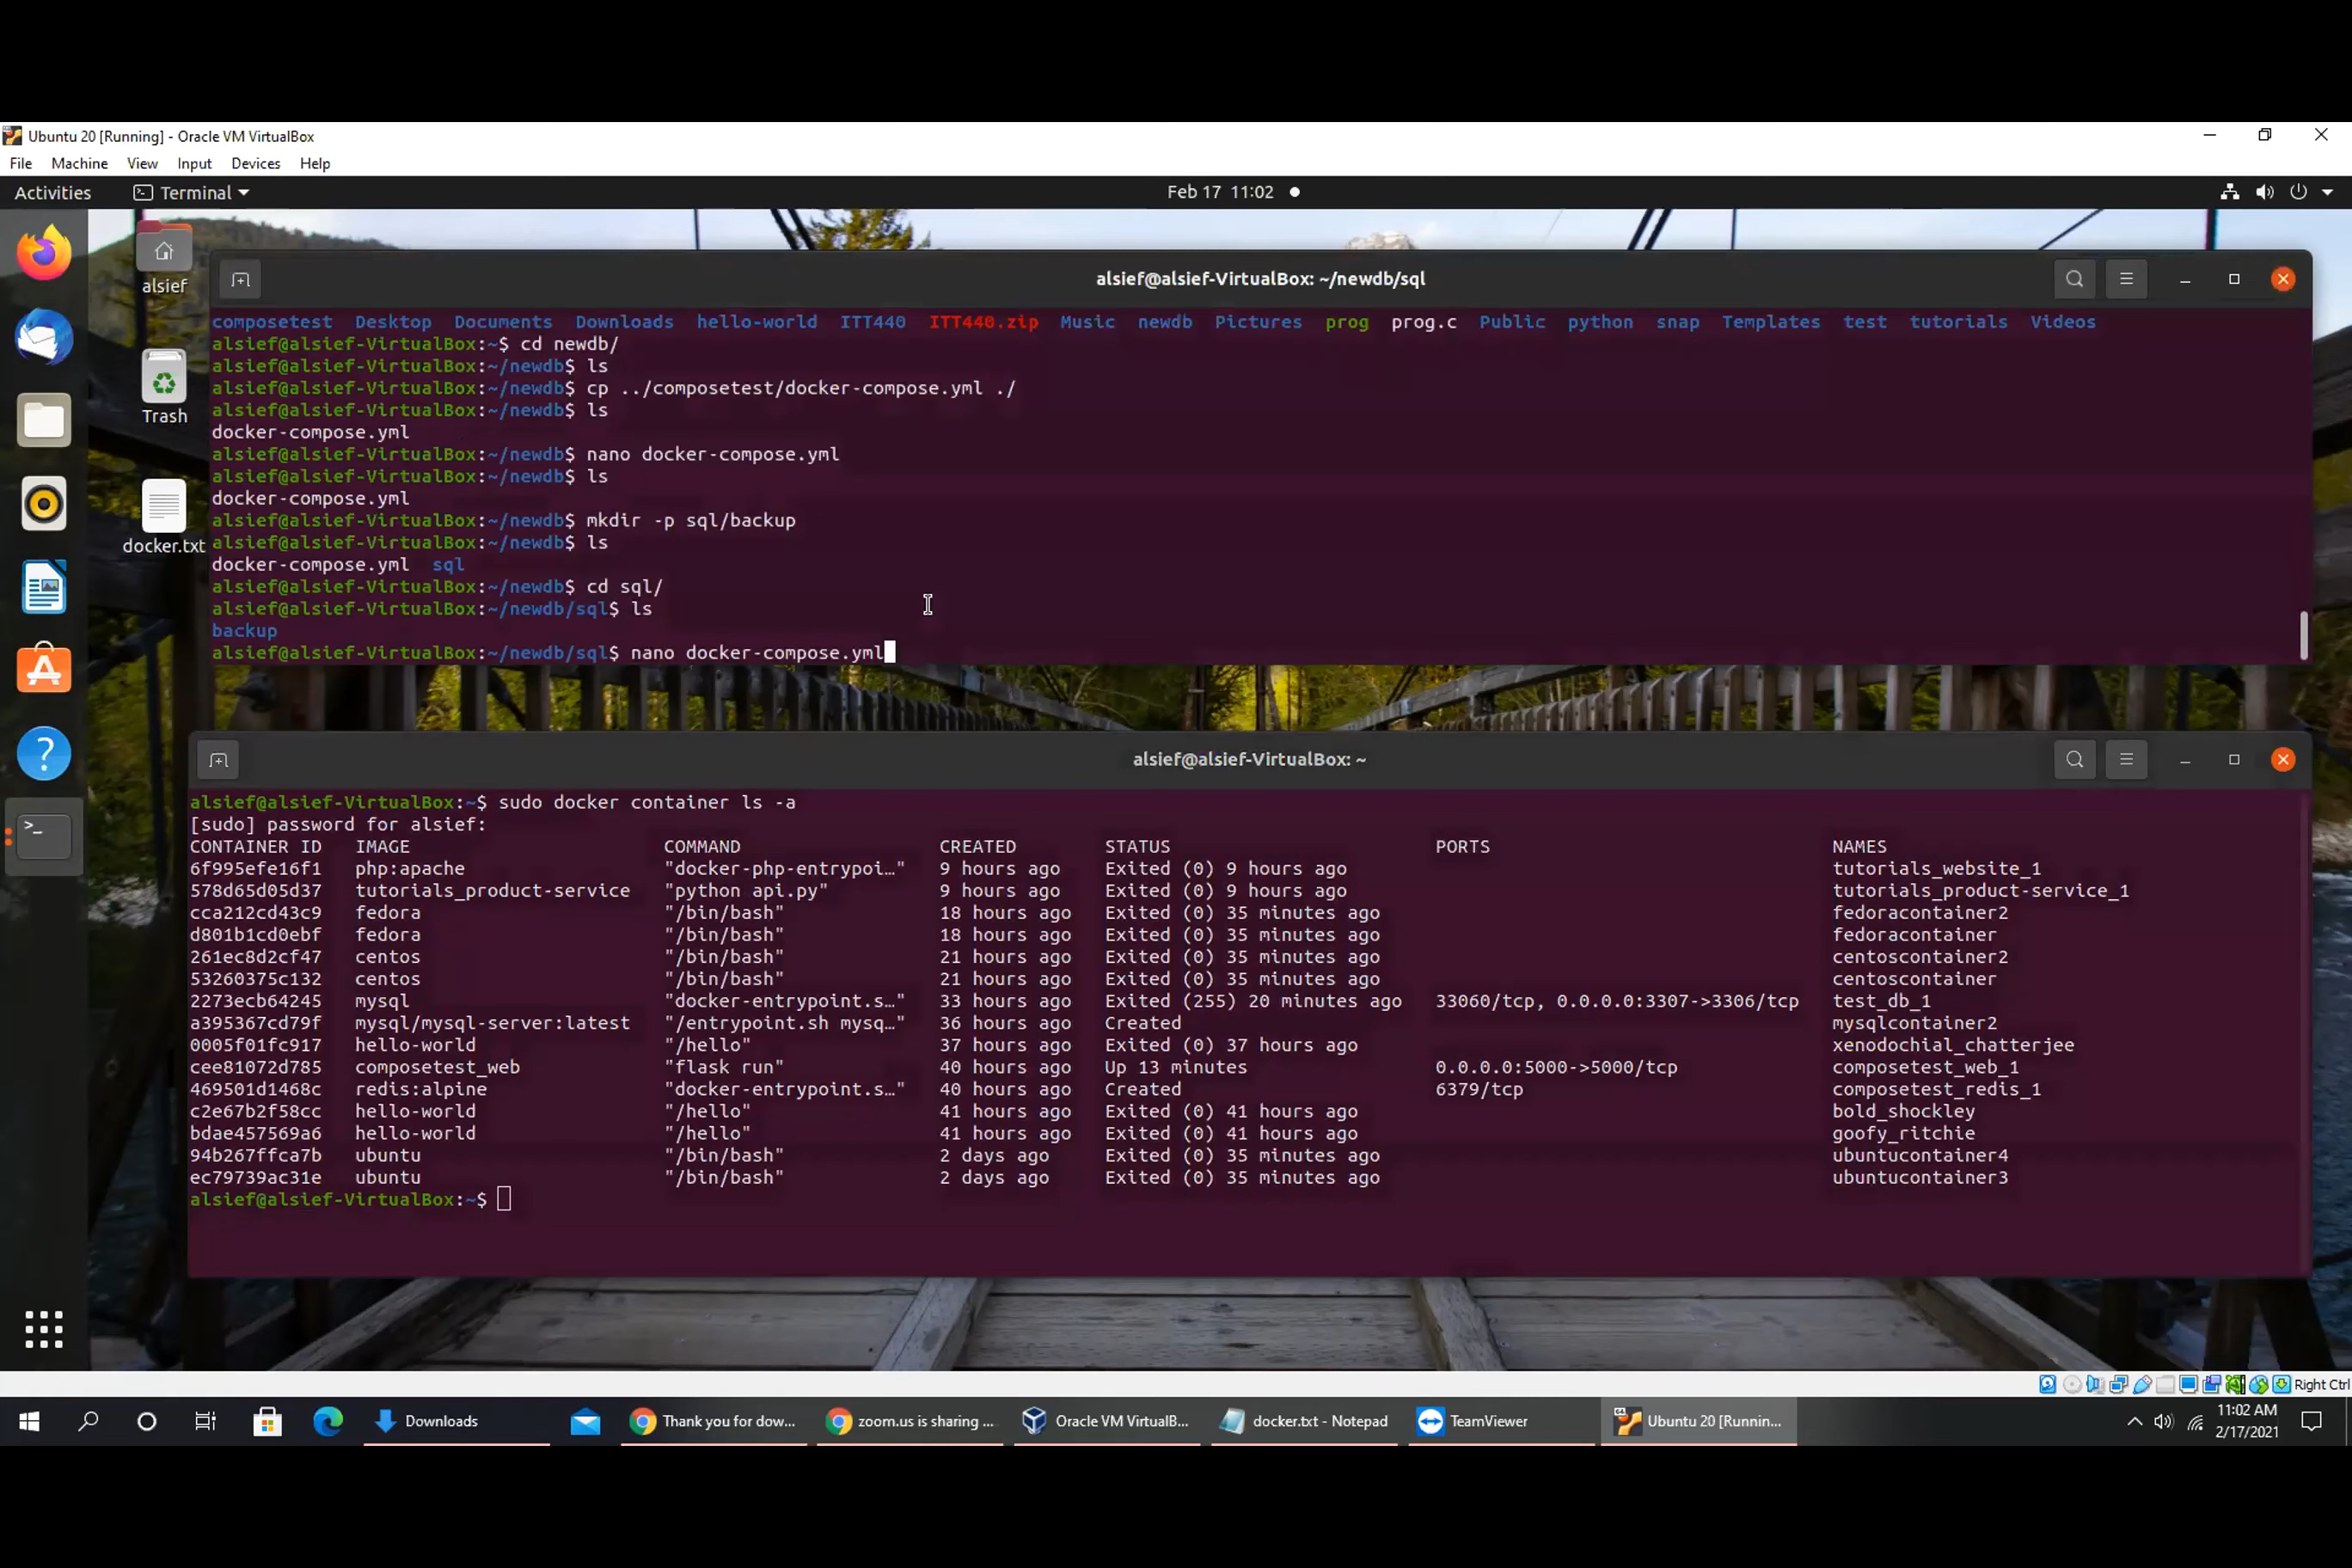 Ubuntu 20 [Running] - Oracle VM VirtualBox
File Machine View Input Devices Help
Activities Terminal Feb 17 11:02
alsief
Trash
docker.txt
alsief@alsief-VirtualBox: ~/newdb/sql
composetest Desktop Documents Downloads hello-world ITT440 ITT440.zip Music newdb Pictures prog prog.c Public python snap Templates test tutorials Videos
alsief@alsief-VirtualBox:~$ cd newdb/
alsief@alsief-VirtualBox:~/newdb$ ls
alsief@alsief-VirtualBox:~/newdb$ cp ../composetest/docker-compose.yml ./
alsief@alsief-VirtualBox:~/newdb$ ls
docker-compose.yml
alsief@alsief-VirtualBox:~/newdb$ nano docker-compose.yml
alsief@alsief-VirtualBox:~/newdb$ ls
docker-compose.yml
alsief@alsief-VirtualBox:~/newdb$ mkdir -p sql/backup
alsief@alsief-VirtualBox:~/newdb$ ls
docker-compose.yml sql
alsief@alsief-VirtualBox:~/newdb$ cd sql/
alsief@alsief-VirtualBox:~/newdb/sql$ ls
backup
alsief@alsief-VirtualBox:~/newdb/sql$ nano docker-compose.yml
alsief@alsief-VirtualBox: ~
alsief@alsief-VirtualBox:~$ sudo docker container ls -a
[sudo] password for alsief:
CONTAINER ID IMAGE COMMAND CREATED STATUS PORTS NAMES
6f995efe16f1 php:apache "docker-php-entrypoi…" 9 hours ago Exited (0) 9 hours ago tutorials_website_1
578d65d05d37 tutorials_product-service "python api.py" 9 hours ago Exited (0) 9 hours ago tutorials_product-service_1
cca212cd43c9 fedora "/bin/bash" 18 hours ago Exited (0) 35 minutes ago fedoracontainer2
d801b1cd0ebf fedora "/bin/bash" 18 hours ago Exited (0) 35 minutes ago fedoracontainer
261ec8d2cf47 centos "/bin/bash" 21 hours ago Exited (0) 35 minutes ago centoscontainer2
53260375c132 centos "/bin/bash" 21 hours ago Exited (0) 35 minutes ago centoscontainer
2273ecb64245 mysql "docker-entrypoint.s…" 33 hours ago Exited (255) 20 minutes ago 33060/tcp, 0.0.0.0:3307->3306/tcp test_db_1
a395367cd79f mysql/mysql-server:latest "/entrypoint.sh mysq…" 36 hours ago Created mysqlcontainer2
0005f01fc917 hello-world "/hello" 37 hours ago Exited (0) 37 hours ago xenodochial_chatterjee
cee81072d785 composetest_web "flask run" 40 hours ago Up 13 minutes 0.0.0.0:5000->5000/tcp composetest_web_1
469501d1468c redis:alpine "docker-entrypoint.s…" 40 hours ago Created 6379/tcp composetest_redis_1
c2e67b2f58cc hello-world "/hello" 41 hours ago Exited (0) 41 hours ago bold_shockley
bdae457569a6 hello-world "/hello" 41 hours ago Exited (0) 41 hours ago goofy_ritchie
94b267ffca7b ubuntu "/bin/bash" 2 days ago Exited (0) 35 minutes ago ubuntucontainer4
ec79739ac31e ubuntu "/bin/bash" 2 days ago Exited (0) 35 minutes ago ubuntucontainer3
alsief@alsief-VirtualBox:~$
Right Ctrl
Downloads Thank you for dow... zoom.us is sharing ... Oracle VM VirtualB... docker.txt - Notepad TeamViewer Ubuntu 20 [Runnin...
11:02 AM
2/17/2021